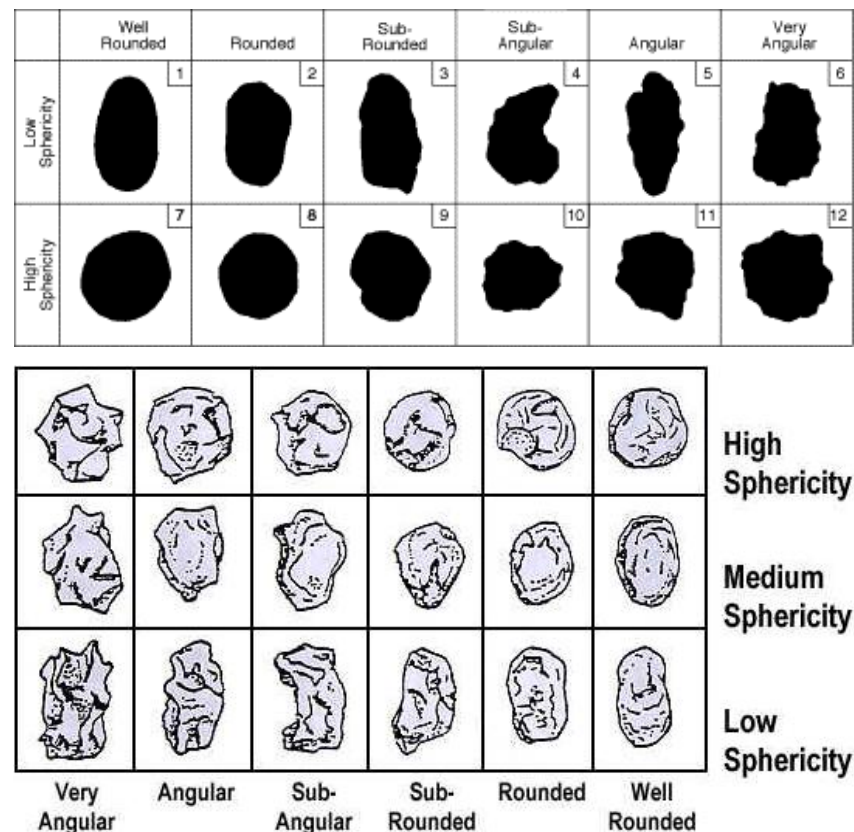 Well
Rounded
Rounded
Sub-
Rounded
Sub-
Angular
Angular
Very
Angular
Low
Sphericity
1
2
3
4
5
6
High
Sphericity
7
8
9
10
11
12
High
Sphericity
Medium
Sphericity
Low
Sphericity
Very
Angular
Angular
Sub-
Angular
Sub-
Rounded
Rounded
Well
Rounded